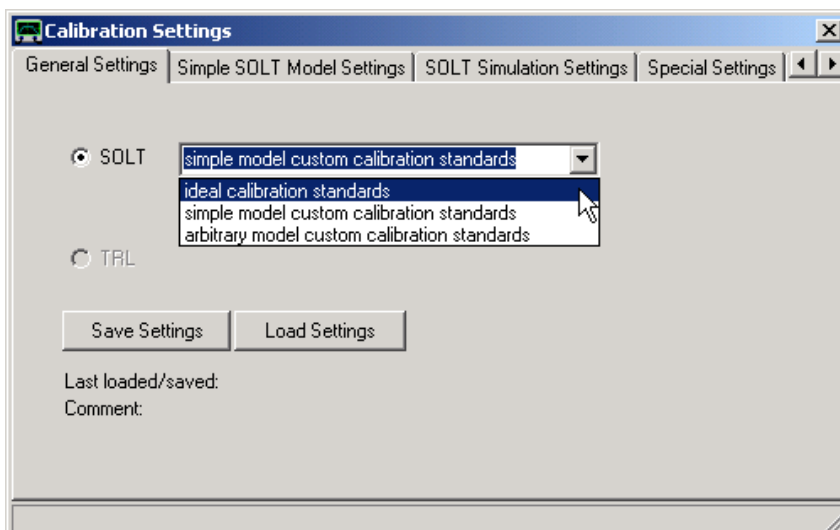 Calibration Settings
General Settings
Simple SOLT Model Settings
SOLT Simulation Settings
Special Settings
SOLT
simple model custom calibration standards
ideal calibration standards
simple model custom calibration standards
arbitrary model custom calibration standards
TRL
Save Settings
Load Settings
Last loaded/saved:
Comment: